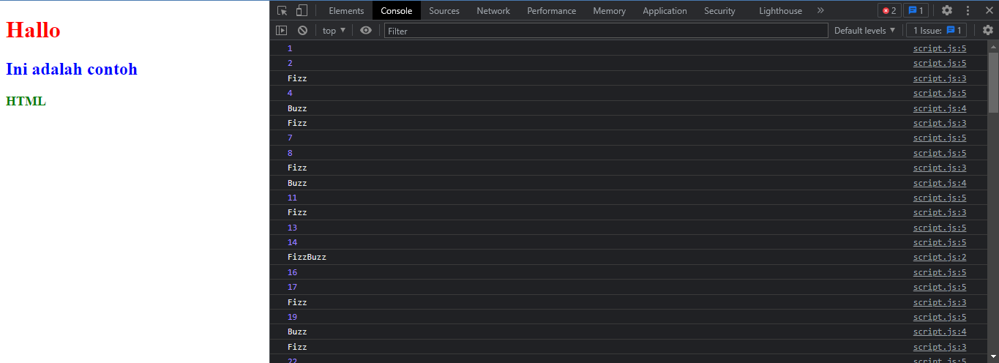 Hallo
Ini adalah contoh
HTML
Elements Console Sources Network Performance Memory Application Security Lighthouse » 2 1
top Filter Default levels 1 Issue: 1
1 script.js:5
2 script.js:5
Fizz script.js:3
4 script.js:5
Buzz script.js:4
Fizz script.js:3
7 script.js:5
8 script.js:5
Fizz script.js:3
Buzz script.js:4
11 script.js:5
Fizz script.js:3
13 script.js:5
14 script.js:5
FizzBuzz script.js:2
16 script.js:5
17 script.js:5
Fizz script.js:3
19 script.js:5
Buzz script.js:4
Fizz script.js:3
22 script.js:5